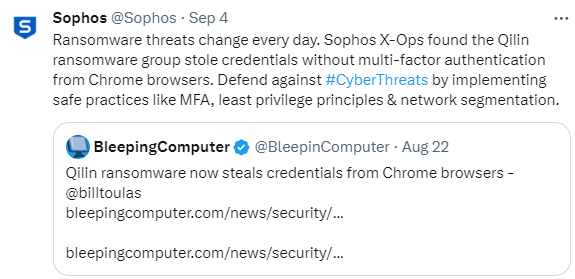 Sophos @Sophos · Sep 4
Ransomware threats change every day. Sophos X-Ops found the Qilin
ransomware group stole credentials without multi-factor authentication
from Chrome browsers. Defend against #CyberThreats by implementing
safe practices like MFA, least privilege principles & network segmentation.
BleepingComputer @BleepinComputer · Aug 22
Qilin ransomware now steals credentials from Chrome browsers -
@billtoulas
bleepingcomputer.com/news/security/...
bleepingcomputer.com/news/security/...